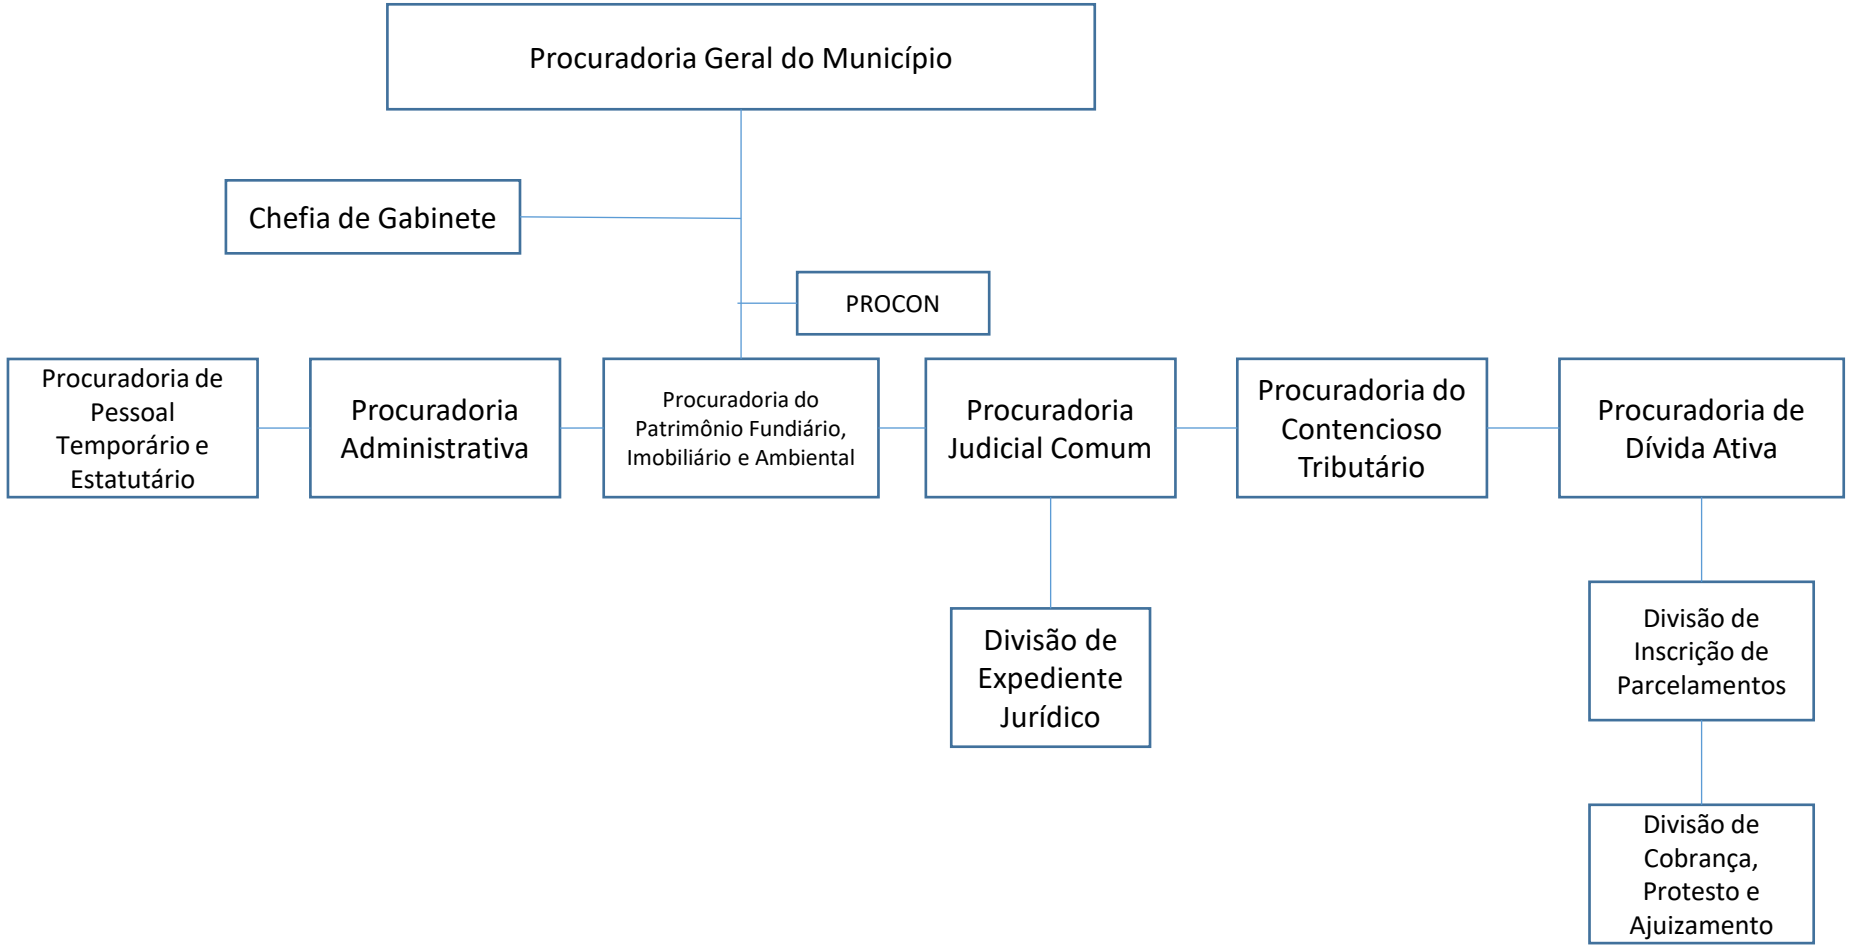 Procuradoria Geral do Município
Chefia de Gabinete
PROCON
Procuradoria de
Pessoal
Temporário e
Estatutário
Procuradoria
Administrativa
Procuradoria do
Patrimônio Fundiário,
Imobiliário e Ambiental
Procuradoria
Judicial Comum
Procuradoria do
Contencioso
Tributário
Procuradoria de
Dívida Ativa
Divisão de
Expediente
Jurídico
Divisão de
Inscrição de
Parcelamentos
Divisão de
Cobrança,
Protesto e
Ajuizamento